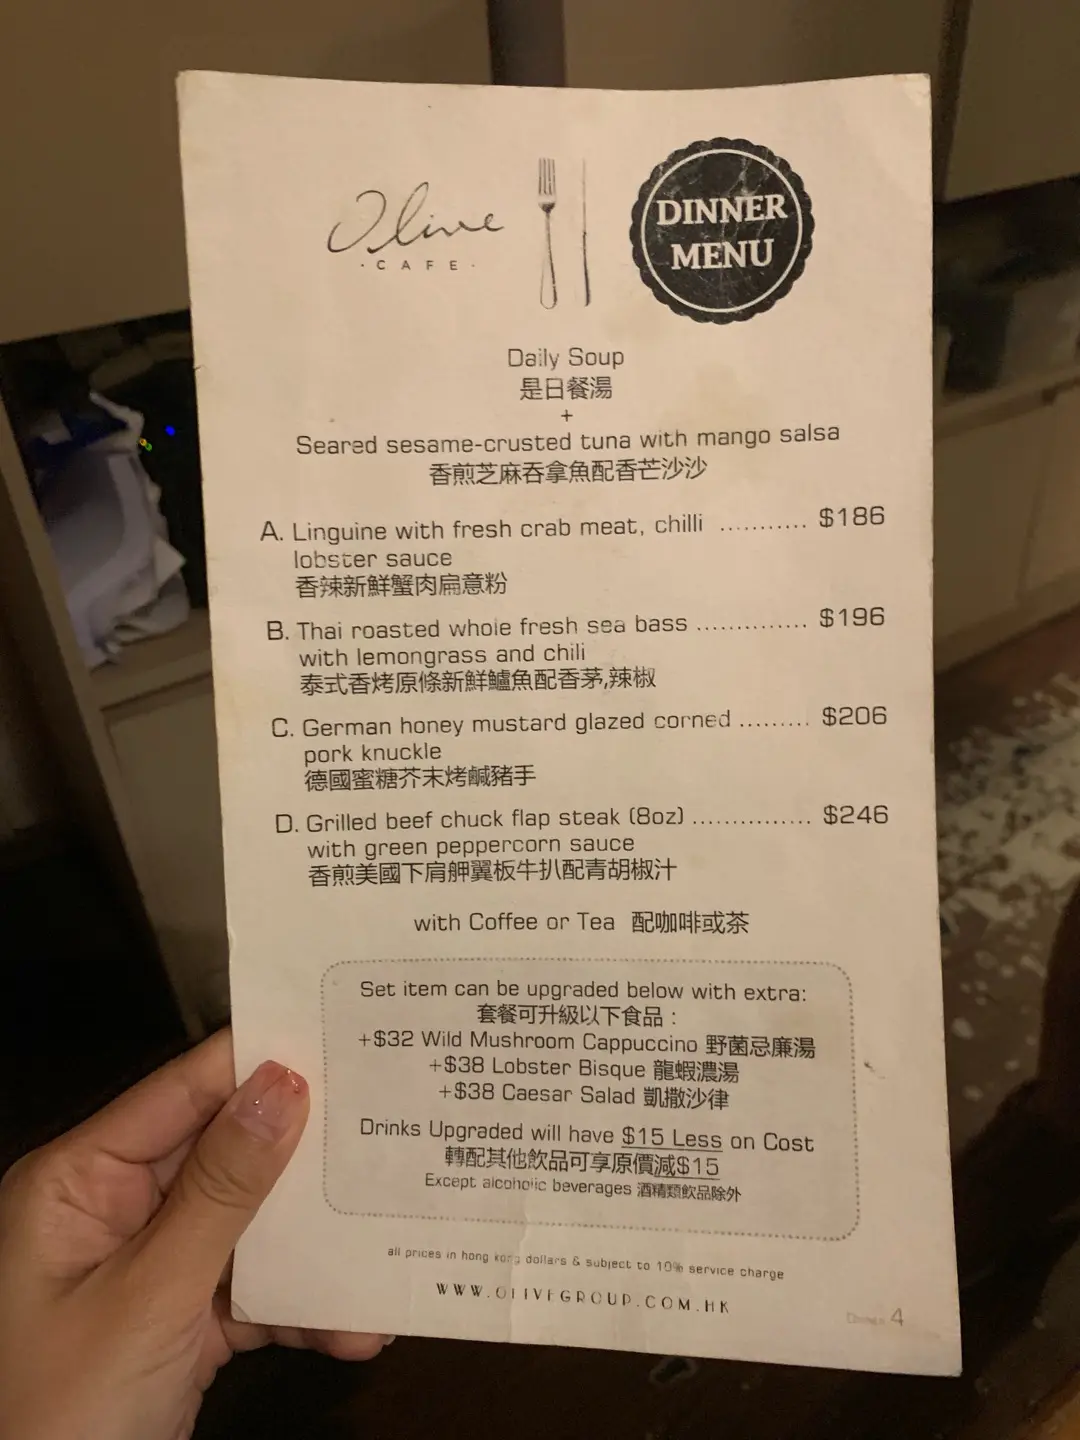 Olive
·CAFE·
DINNER
MENU
Daily Soup
是日餐湯
+
Seared sesame-crusted tuna with mango salsa
香煎芝麻吞拿魚配香芒沙沙
A. Linguine with fresh crab meat, chilli ........... $186
lobster sauce
香辣新鮮蟹肉扁意粉
B. Thai roasted whole fresh sea bass .............. $196
with lemongrass and chili
泰式香烤原條新鮮鱸魚配香茅,辣椒
C. German honey mustard glazed corned ......... $206
pork knuckle
德國蜜糖芥末烤鹹豬手
D. Grilled beef chuck flap steak (8oz) ............... $246
with green peppercorn sauce
香煎美國下肩胛翼板牛扒配青胡椒汁
with Coffee or Tea 配咖啡或茶
Set item can be upgraded below with extra:
套餐可升級以下食品：
+$32 Wild Mushroom Cappuccino 野菌忌廉湯
+$38 Lobster Bisque 龍蝦濃湯
+$38 Caesar Salad 凱撒沙律
Drinks Upgraded will have $15 Less on Cost
轉配其他飲品可享原價減$15
Except alcoholic beverages 酒精類飲品除外
all prices in hong kong dollars & subject to 10% service charge
WWW.OLIVEGROUP.COM.HK
4